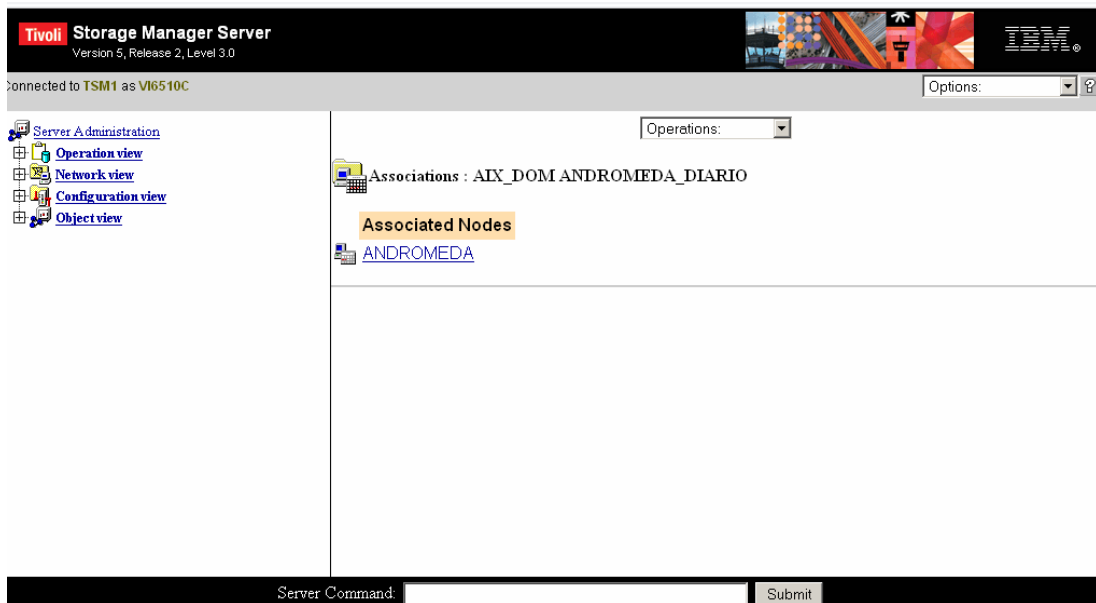 Tivoli Storage Manager Server
Version 5, Release 2, Level 3.0
IBM®
Connected to TSM1 as VI6510C
Options:
Server Administration
Operation view
Network view
Configuration view
Object view
Operations:
Associations : AIX_DOM ANDROMEDA_DIARIO
Associated Nodes
ANDROMEDA
Server Command:
Submit